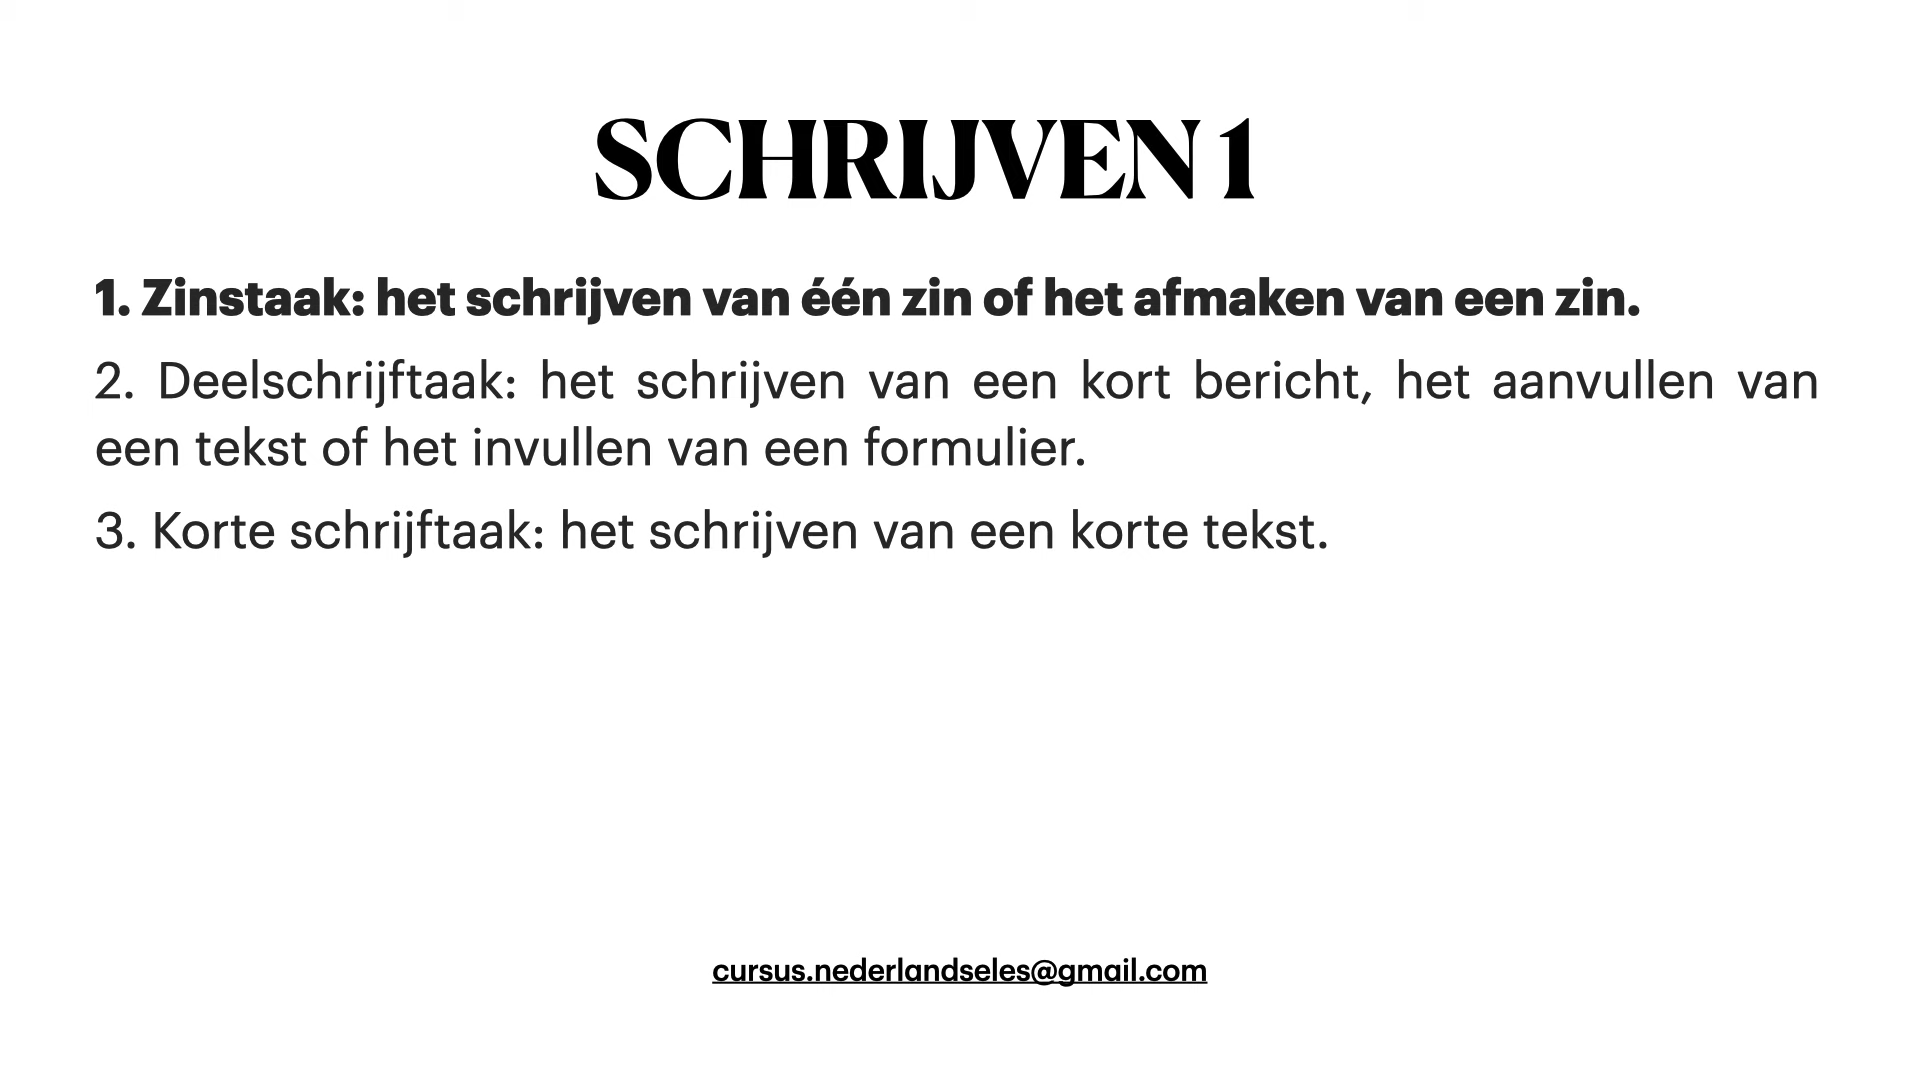 SCHRIJVEN 1
1. Zinstaak: het schrijven van één zin of het afmaken van een zin.
2. Deelschrijftaak: het schrijven van een kort bericht, het aanvullen van
een tekst of het invullen van een formulier.
3. Korte schrijftaak: het schrijven van een korte tekst.
cursus.nederlandseles@gmail.com